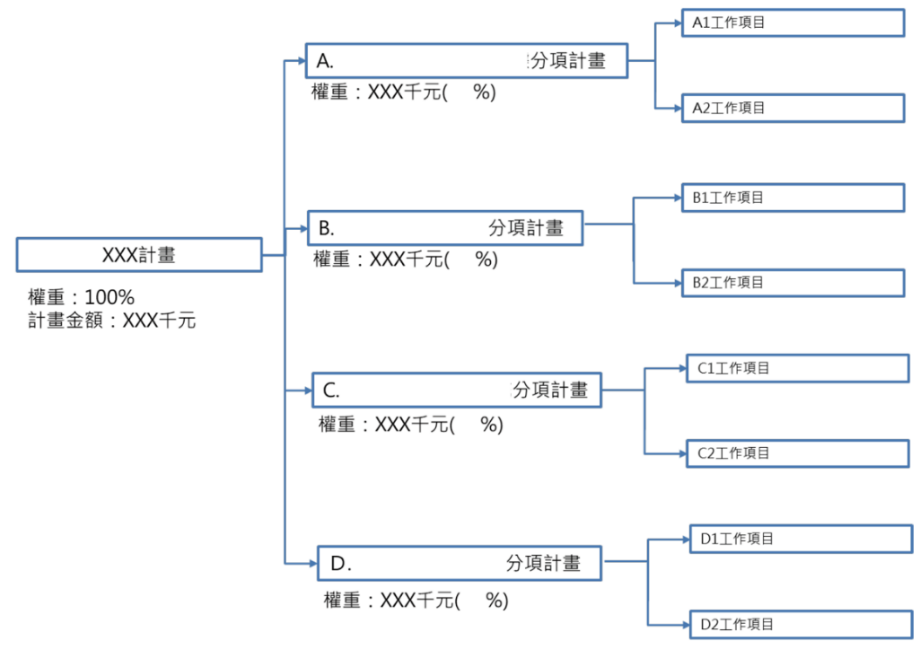 XXX計畫
權重：100%
計畫金額：XXX千元
A. 分項計畫
權重：XXX千元( %)
A1工作項目
A2工作項目
B. 分項計畫
權重：XXX千元( %)
B1工作項目
B2工作項目
C. 分項計畫
權重：XXX千元( %)
C1工作項目
C2工作項目
D. 分項計畫
權重：XXX千元( %)
D1工作項目
D2工作項目